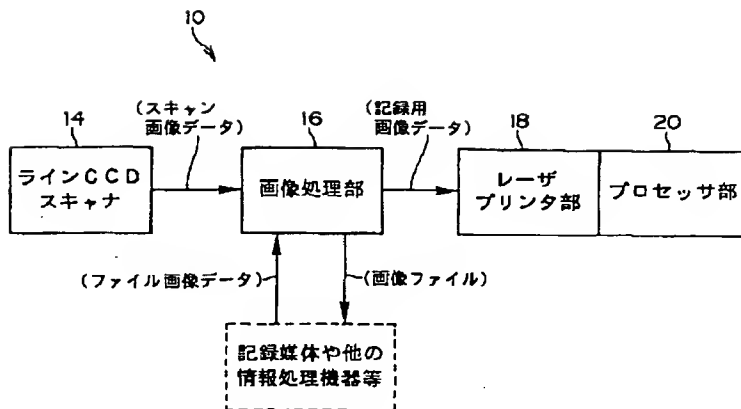 10
(スキャン
画像データ)
(記録用
画像データ)
14
16
18
20
ラインCCD
スキャナ
画像処理部
レーザ
プリンタ部
プロセッサ部
(ファイル画像データ)
(画像ファイル)
記録媒体や他の
情報処理機器等